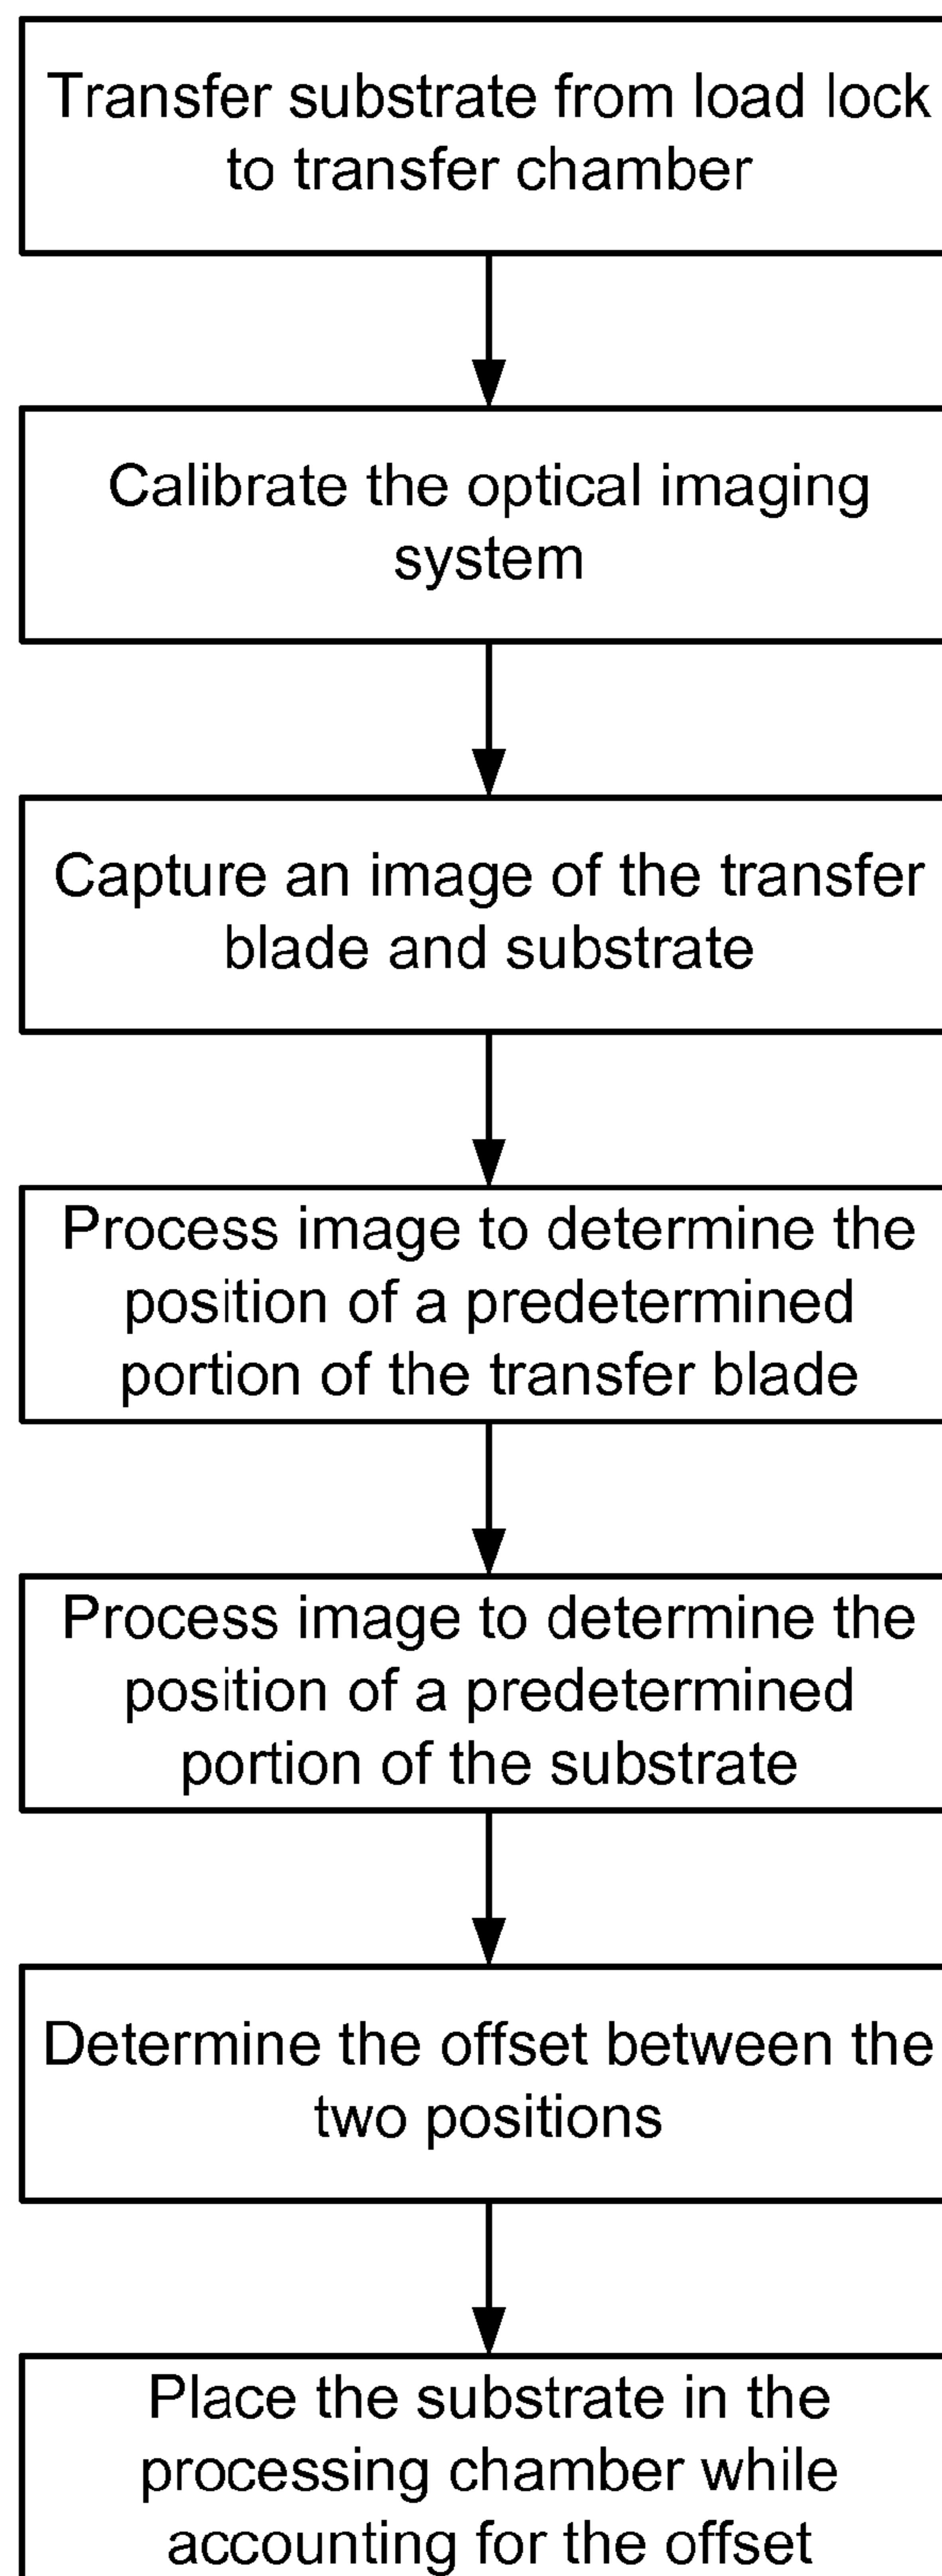 Transfer substrate from load lock
to transfer chamber
Calibrate the optical imaging
system
Capture an image of the transfer
blade and substrate
Process image to determine the
position of a predetermined
portion of the transfer blade
Process image to determine the
position of a predetermined
portion of the substrate
Determine the offset between the
two positions
Place the substrate in the
processing chamber while
accounting for the offset